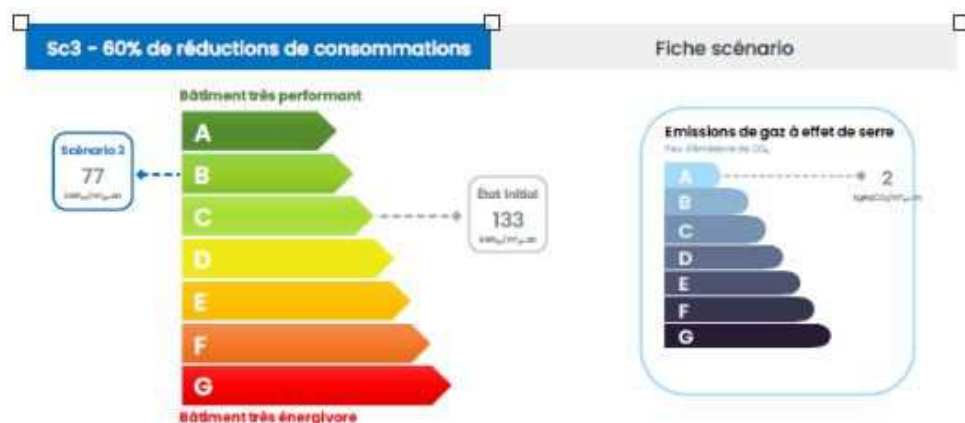 Sc3 - 60% de réductions de consommations
Fiche scénario
Bâtiment très performant
A
B
C
D
E
F
G
Bâtiment très énergivore
Scénario 3
77
État Initial
133
Emissions de gaz à effet de serre
A
B
C
D
E
F
G
2